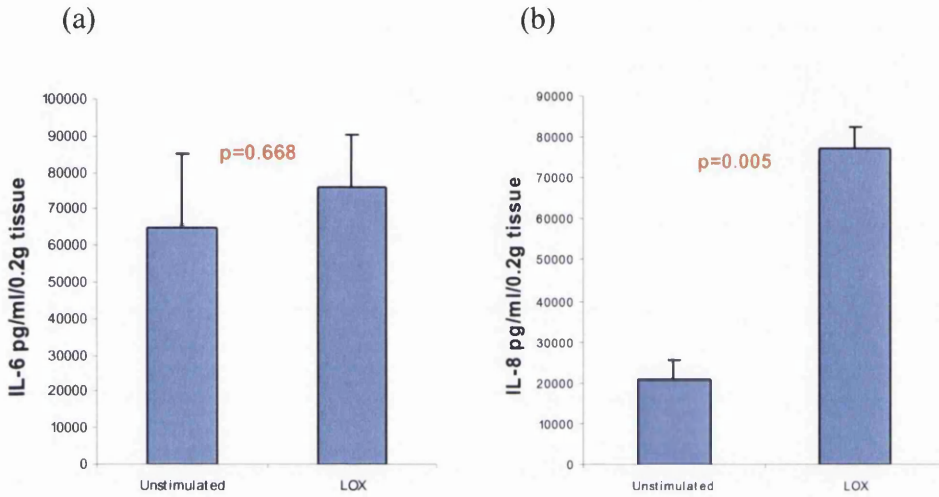 (a)
(b)
IL-6 pg/ml/0.2g tissue
100000
90000
80000
70000
60000
50000
40000
30000
20000
10000
0
p=0.668
Unstimulated
LOX
IL-8 pg/ml/0.2g tissue
90000
80000
70000
60000
50000
40000
30000
20000
10000
0
p=0.005
Unstimulated
LOX